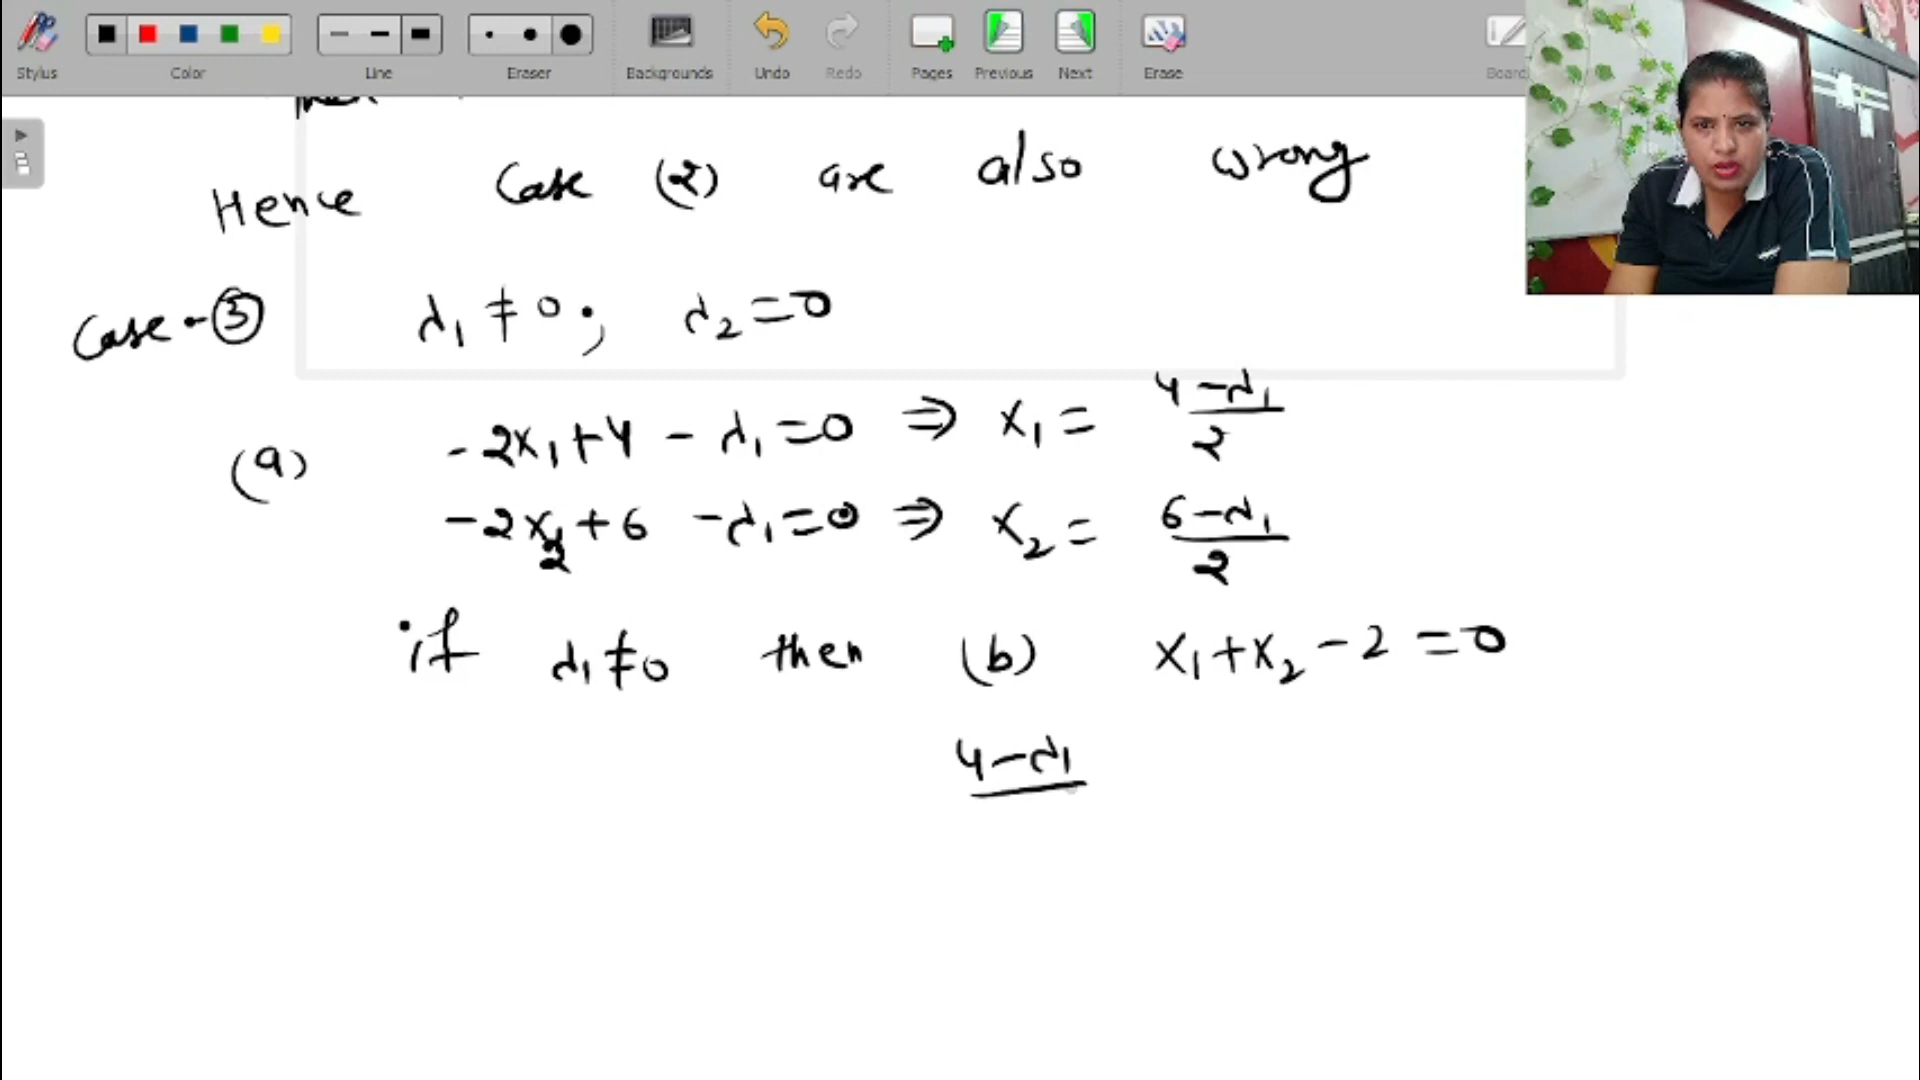 Stylus Color Line Eraser Backgrounds Undo Redo Pages Previous Next Erase Board
Hence Case (2) are also wrong
Case - ③ λ₁ ≠ 0 ; λ₂ = 0
(a) -2x₁ + 4 - λ₁ = 0 ⇒ x₁ = (4 - λ₁)/2
-2x₂ + 6 - λ₁ = 0 ⇒ x₂ = (6 - λ₁)/2
if λ₁ ≠ 0 then (b) x₁ + x₂ - 2 = 0
4 - λ₁